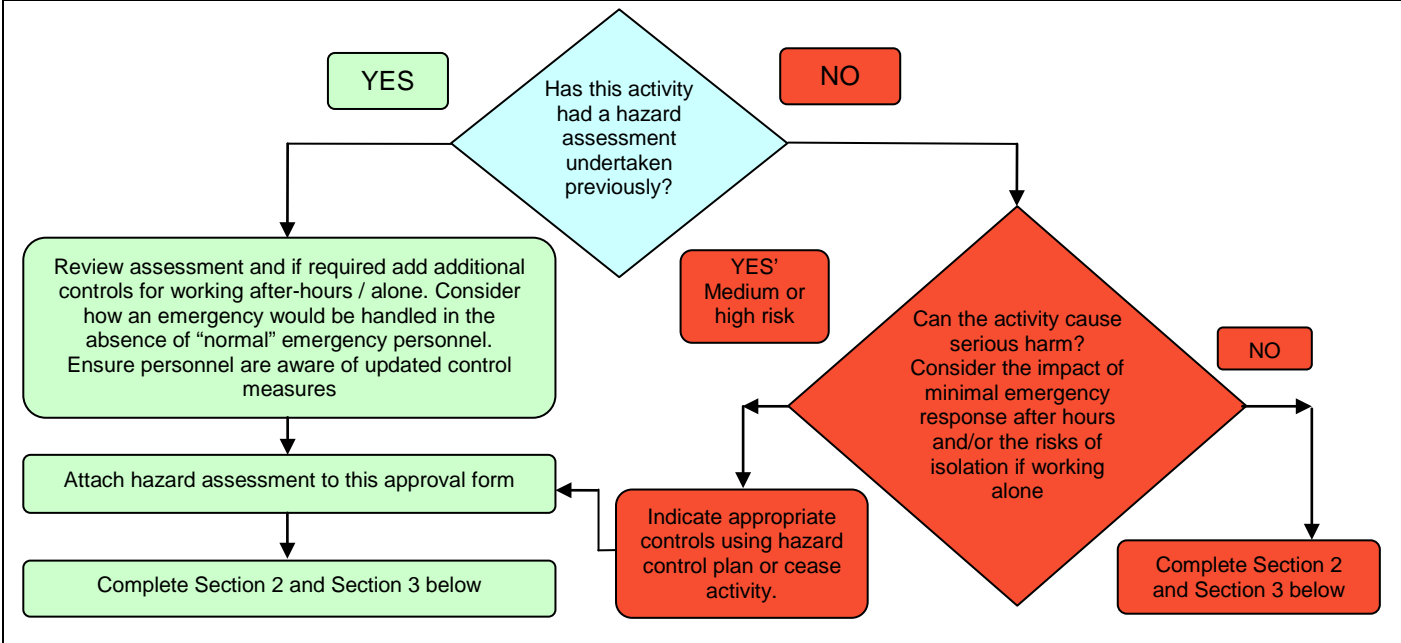 YES
NO
Has this activity
had a hazard
assessment
undertaken
previously?
Review assessment and if required add additional
controls for working after-hours / alone. Consider
how an emergency would be handled in the
absence of “normal” emergency personnel.
Ensure personnel are aware of updated control
measures
YES’
Medium or
high risk
Can the activity cause
serious harm?
Consider the impact of
minimal emergency
response after hours
and/or the risks of
isolation if working
alone
NO
Attach hazard assessment to this approval form
Indicate appropriate
controls using hazard
control plan or cease
activity.
Complete Section 2 and Section 3 below
Complete Section 2
and Section 3 below